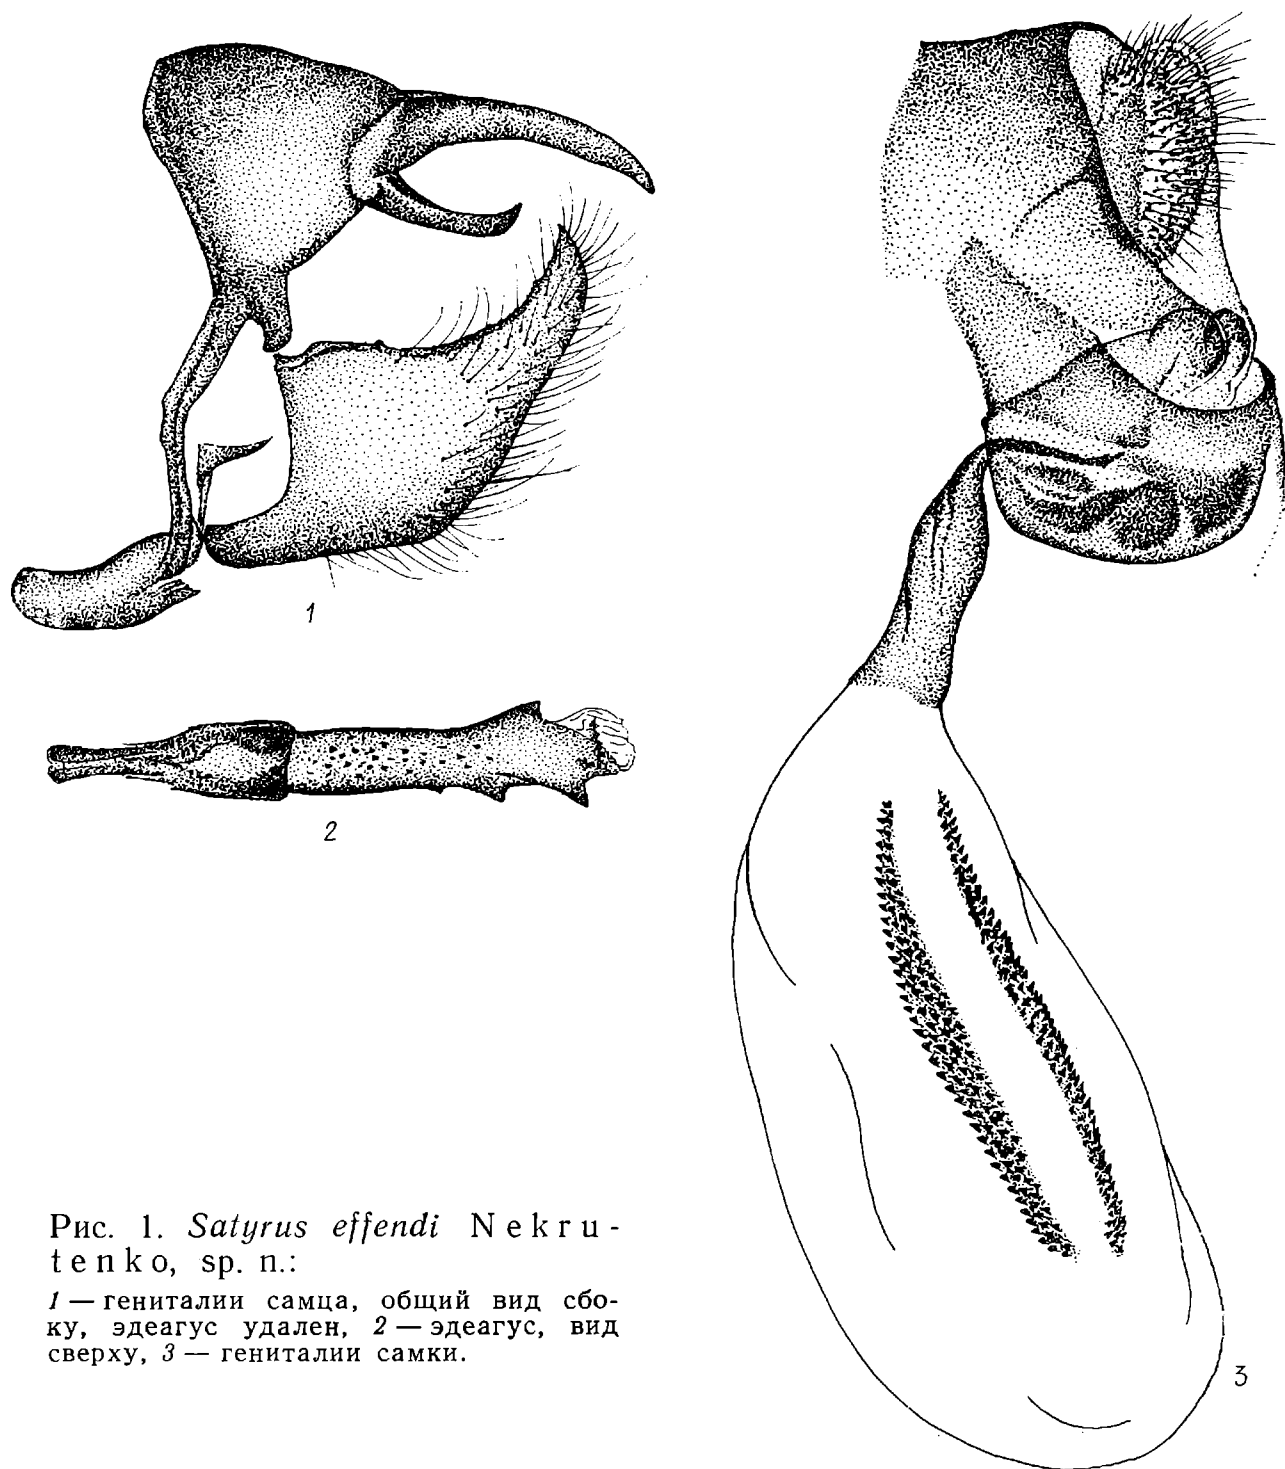 1
2
3
Рис. 1. Satyrus effendi Nekru-
tenko, sp. n.:
1 — гениталии самца, общий вид сбо-
ку, эдеагус удален, 2 — эдеагус, вид
сверху, 3 — гениталии самки.